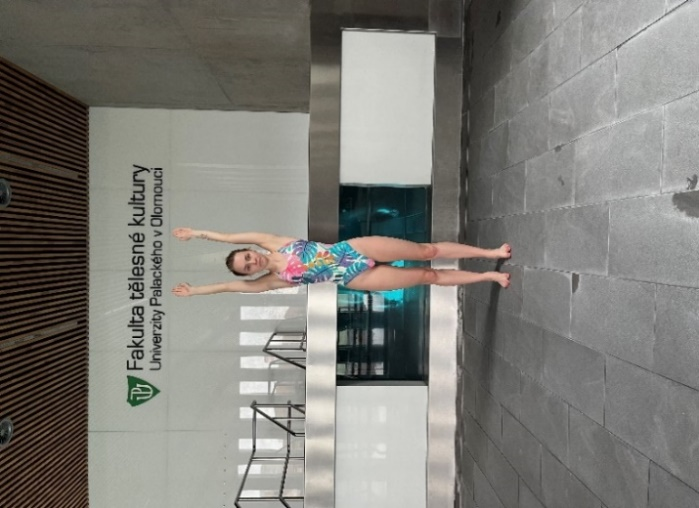 Fakulta tělesné kultury
Univerzity Palackého v Olomouci